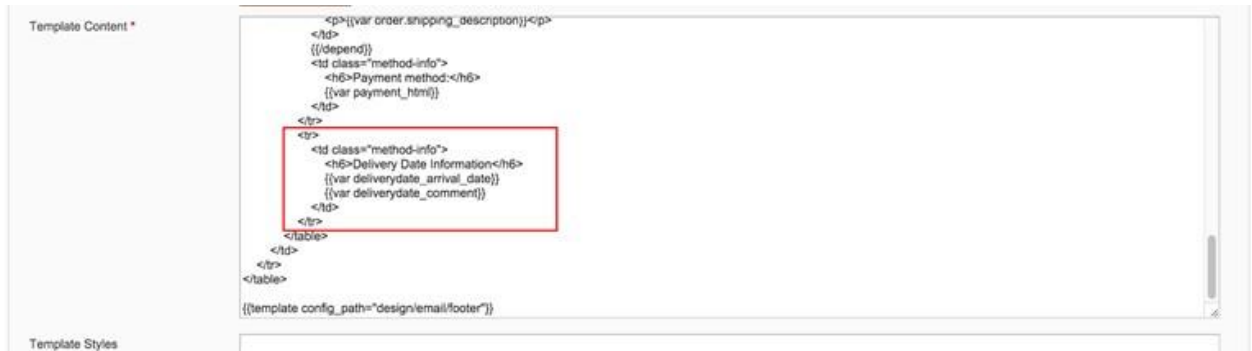 Template Content *
<p>{{var order.shipping_description}}</p>
</td>
{{/depend}}
<td class="method-info">
<h6>Payment method:</h6>
{{var payment_html}}
</td>
</tr>
<tr>
<td class="method-info">
<h6>Delivery Date Information</h6>
{{var deliverydate_arrival_date}}
{{var deliverydate_comment}}
</td>
</tr>
</table>
</td>
</tr>
</table>
{{template config_path="design/email/footer"}}
Template Styles